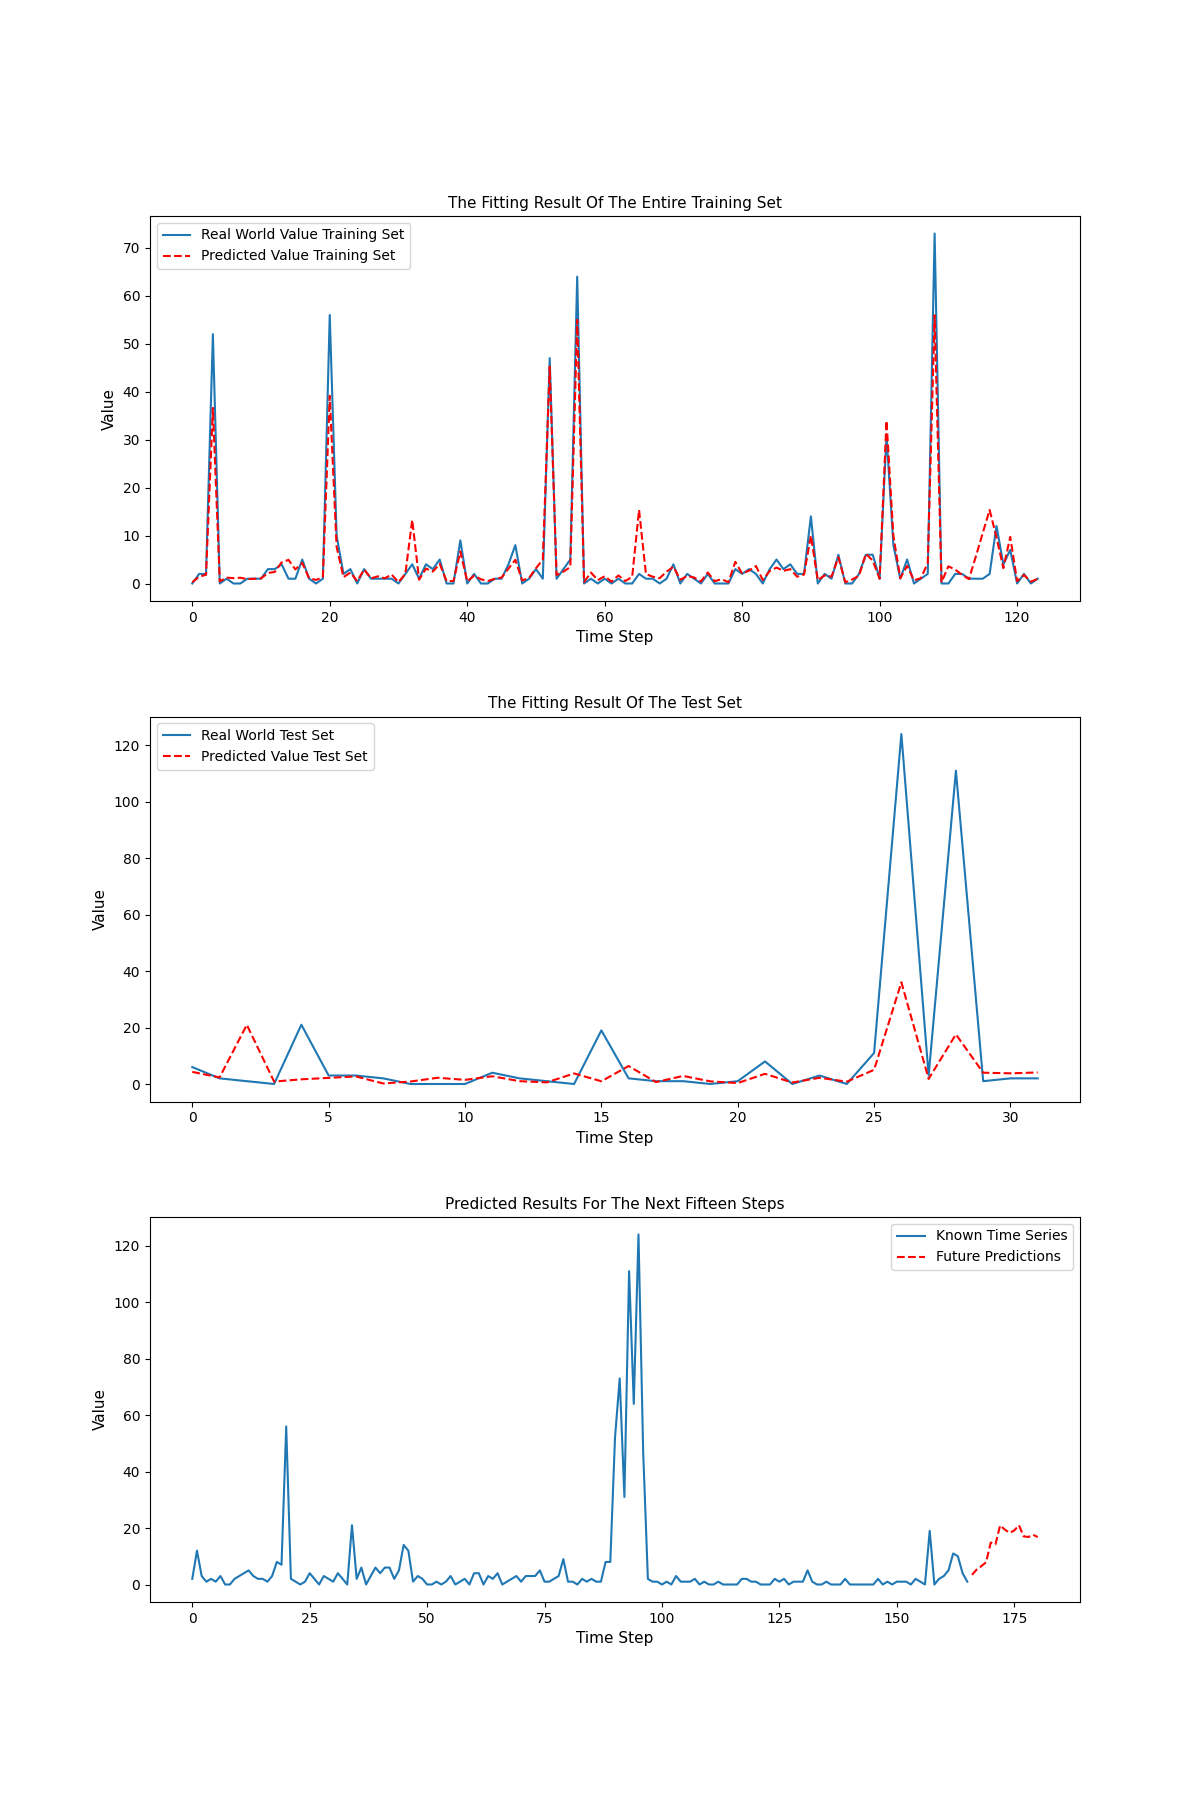 The Fitting Result Of The Entire Training Set
Real World Value Training Set
Predicted Value Training Set
70
60
50
40
30
20
10
0
Value
0 20 40 60 80 100 120
Time Step
The Fitting Result Of The Test Set
Real World Test Set
Predicted Value Test Set
120
100
80
60
40
20
0
Value
0 5 10 15 20 25 30
Time Step
Predicted Results For The Next Fifteen Steps
Known Time Series
Future Predictions
120
100
80
60
40
20
0
Value
0 25 50 75 100 125 150 175
Time Step